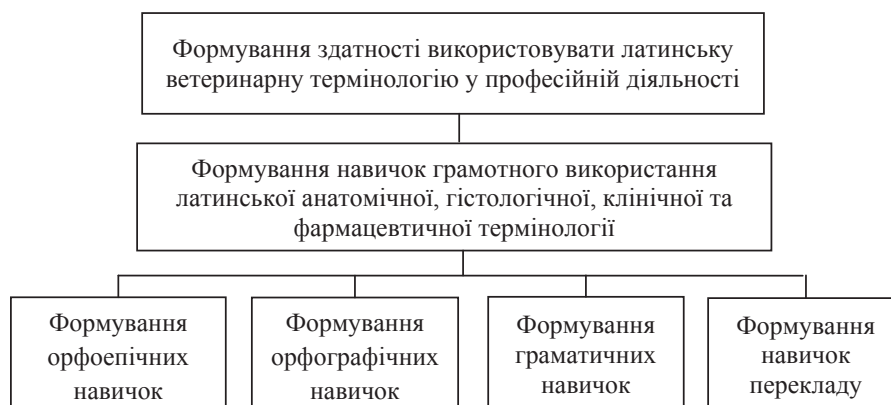 Формування здатності використовувати латинську
ветеринарну термінологію у професійній діяльності
Формування навичок грамотного використання
латинської анатомічної, гістологічної, клінічної та
фармацевтичної термінології
Формування
орфоепічних
навичок
Формування
орфографічних
навичок
Формування
граматичних
навичок
Формування
навичок
перекладу